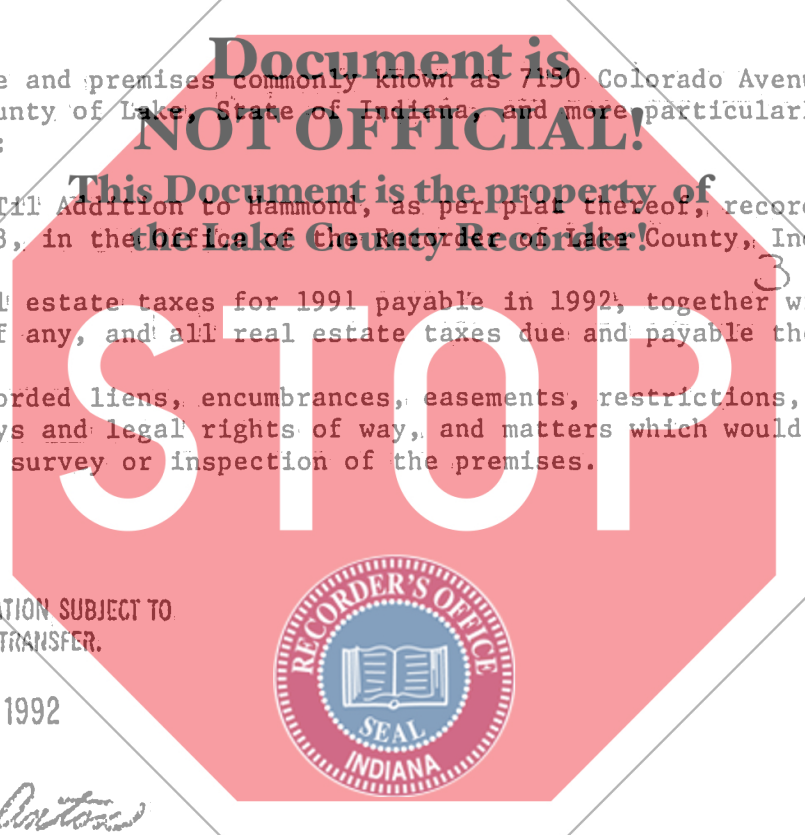 Document is
e and premises commonly known as 7150 Colorado Avenu
unty of Lake, State of Indiana, and more particular
NOT OFFICIAL!
:
This Document is the property of
Til Addition to Hammond, as per plat thereof, record
3, in the Office of the Recorder of Lake County, In
the Lake County Recorder!
3
l estate taxes for 1991 payable in 1992, together w
f any, and all real estate taxes due and payable the
STOP
orded liens, encumbrances, easements, restrictions,
ys and legal rights of way, and matters which would
survey or inspection of the premises.
RECORDER'S OFFICE
SEAL
INDIANA
ATION SUBJECT TO
TRANSFER.
1992
Anton